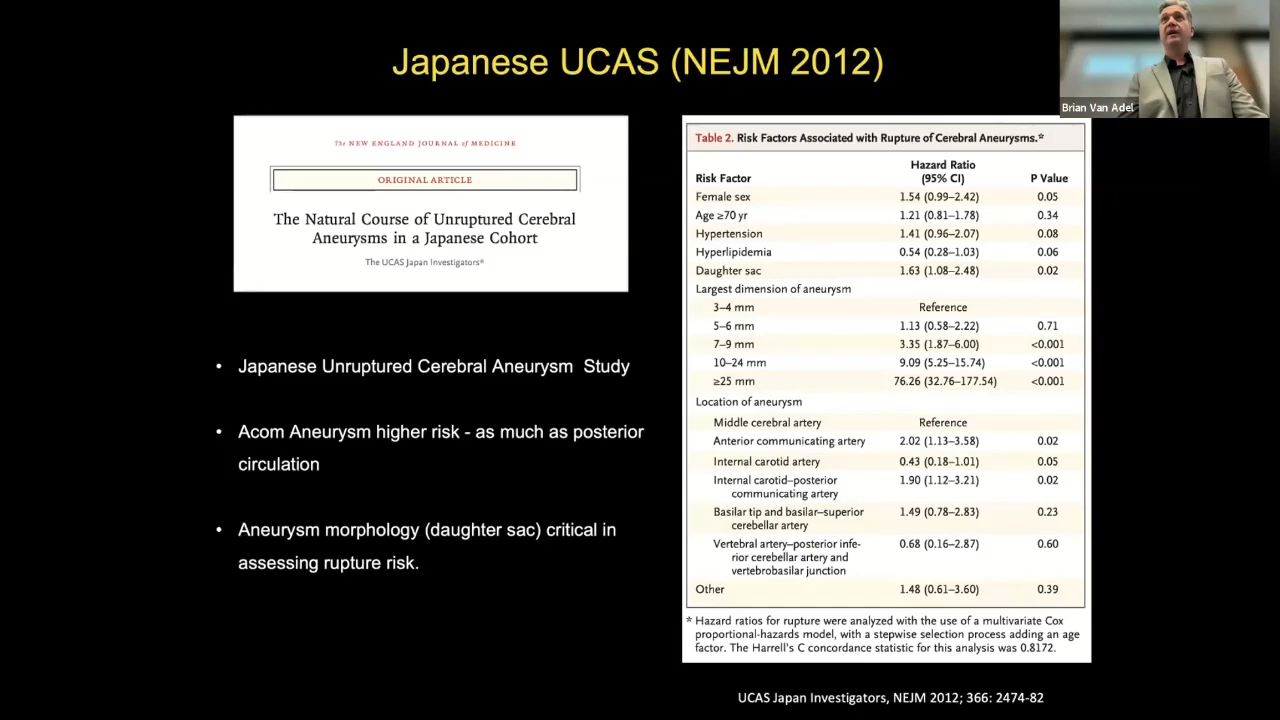 Japanese UCAS (NEJM 2012)
Brian Van Adel
The NEW ENGLAND JOURNAL of MEDICINE
ORIGINAL ARTICLE
The Natural Course of Unruptured Cerebral
Aneurysms in a Japanese Cohort
The UCAS Japan Investigators*
• Japanese Unruptured Cerebral Aneurysm Study
• Acom Aneurysm higher risk - as much as posterior
circulation
• Aneurysm morphology (daughter sac) critical in
assessing rupture risk.
Table 2. Risk Factors Associated with Rupture of Cerebral Aneurysms.*
Hazard Ratio
Risk Factor (95% CI) P Value
Female sex 1.54 (0.99–2.42) 0.05
Age ≥70 yr 1.21 (0.81–1.78) 0.34
Hypertension 1.41 (0.96–2.07) 0.08
Hyperlipidemia 0.54 (0.28–1.03) 0.06
Daughter sac 1.63 (1.08–2.48) 0.02
Largest dimension of aneurysm
3–4 mm Reference
5–6 mm 1.13 (0.58–2.22) 0.71
7–9 mm 3.35 (1.87–6.00) <0.001
10–24 mm 9.09 (5.25–15.74) <0.001
≥25 mm 76.26 (32.76–177.54) <0.001
Location of aneurysm
Middle cerebral artery Reference
Anterior communicating artery 2.02 (1.13–3.58) 0.02
Internal carotid artery 0.43 (0.18–1.01) 0.05
Internal carotid–posterior 1.90 (1.12–3.21) 0.02
communicating artery
Basilar tip and basilar–superior 1.49 (0.78–2.83) 0.23
cerebellar artery
Vertebral artery–posterior infe- 0.68 (0.16–2.87) 0.60
rior cerebellar artery and
vertebrobasilar junction
Other 1.48 (0.61–3.60) 0.39
* Hazard ratios for rupture were analyzed with the use of a multivariate Cox
proportional-hazards model, with a stepwise selection process adding an age
factor. The Harrell's C concordance statistic for this analysis was 0.8172.
UCAS Japan Investigators, NEJM 2012; 366: 2474-82